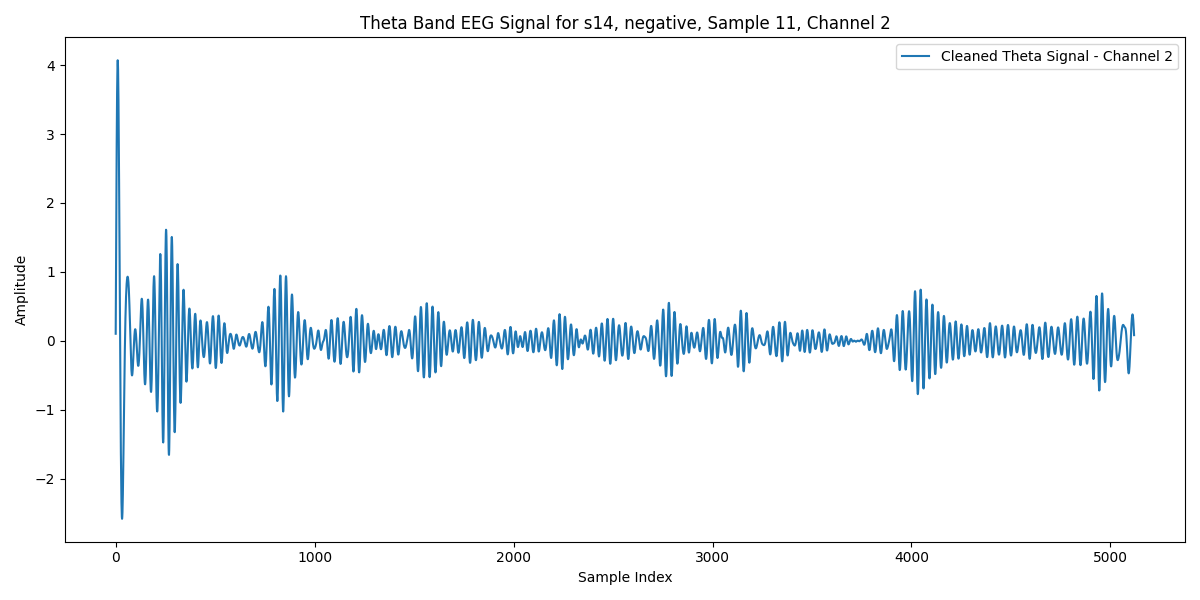 Theta Band EEG Signal for s14, negative, Sample 11, Channel 2
Cleaned Theta Signal - Channel 2
Amplitude
4
3
2
1
0
−1
−2
0 1000 2000 3000 4000 5000
Sample Index